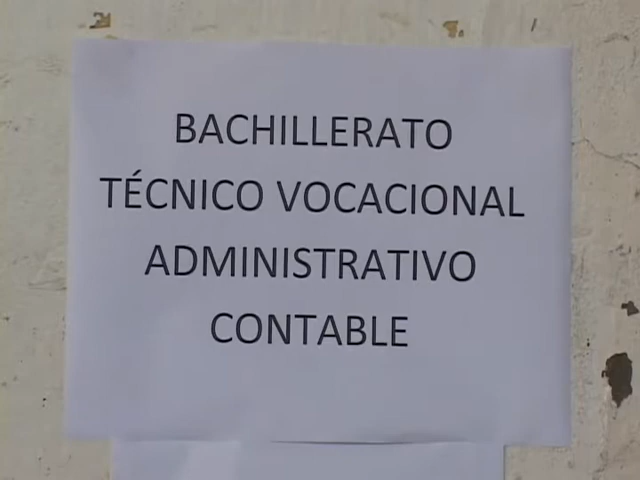 BACHILLERATO
TÉCNICO VOCACIONAL
ADMINISTRATIVO
CONTABLE